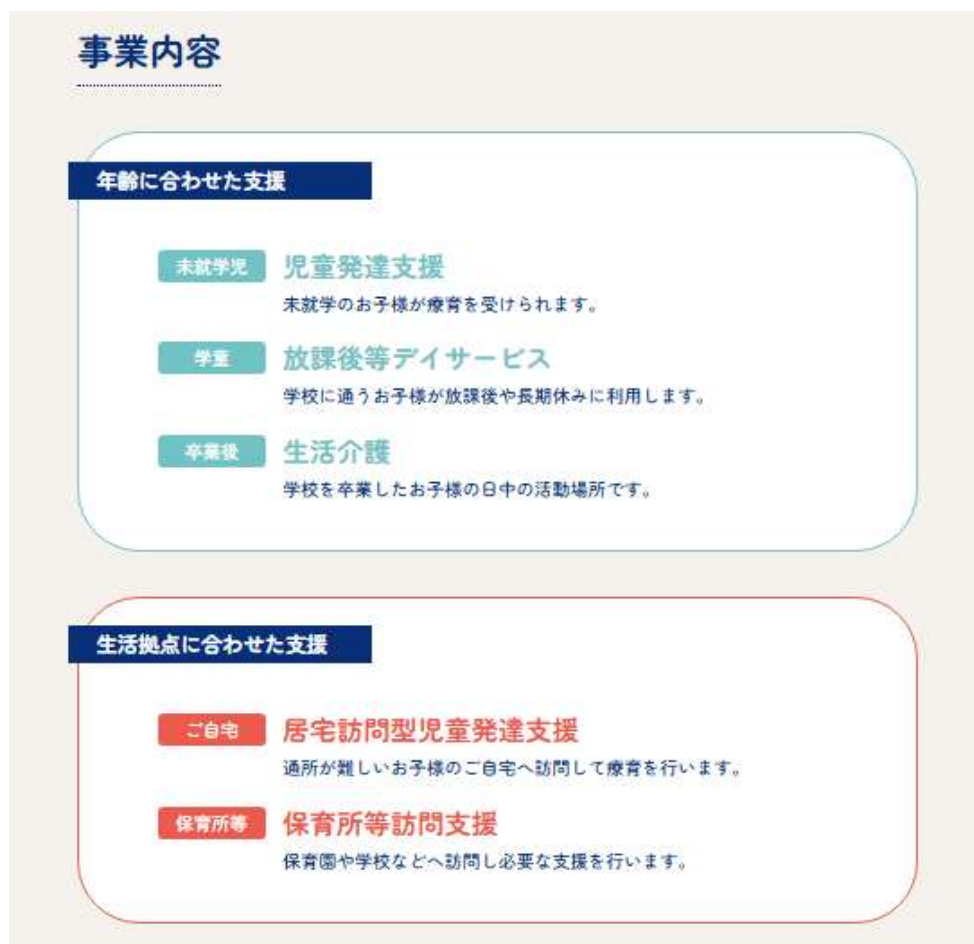 事業内容
年齢に合わせた支援
未就学児
児童発達支援
未就学のお子様が療育を受けられます。
学童
放課後等デイサービス
学校に通うお子様が放課後や長期休みに利用します。
卒業後
生活介護
学校を卒業したお子様の日中の活動場所です。
生活拠点に合わせた支援
ご自宅
居宅訪問型児童発達支援
通所が難しいお子様のご自宅へ訪問して療育を行います。
保育所等
保育所等訪問支援
保育園や学校などへ訪問し必要な支援を行います。